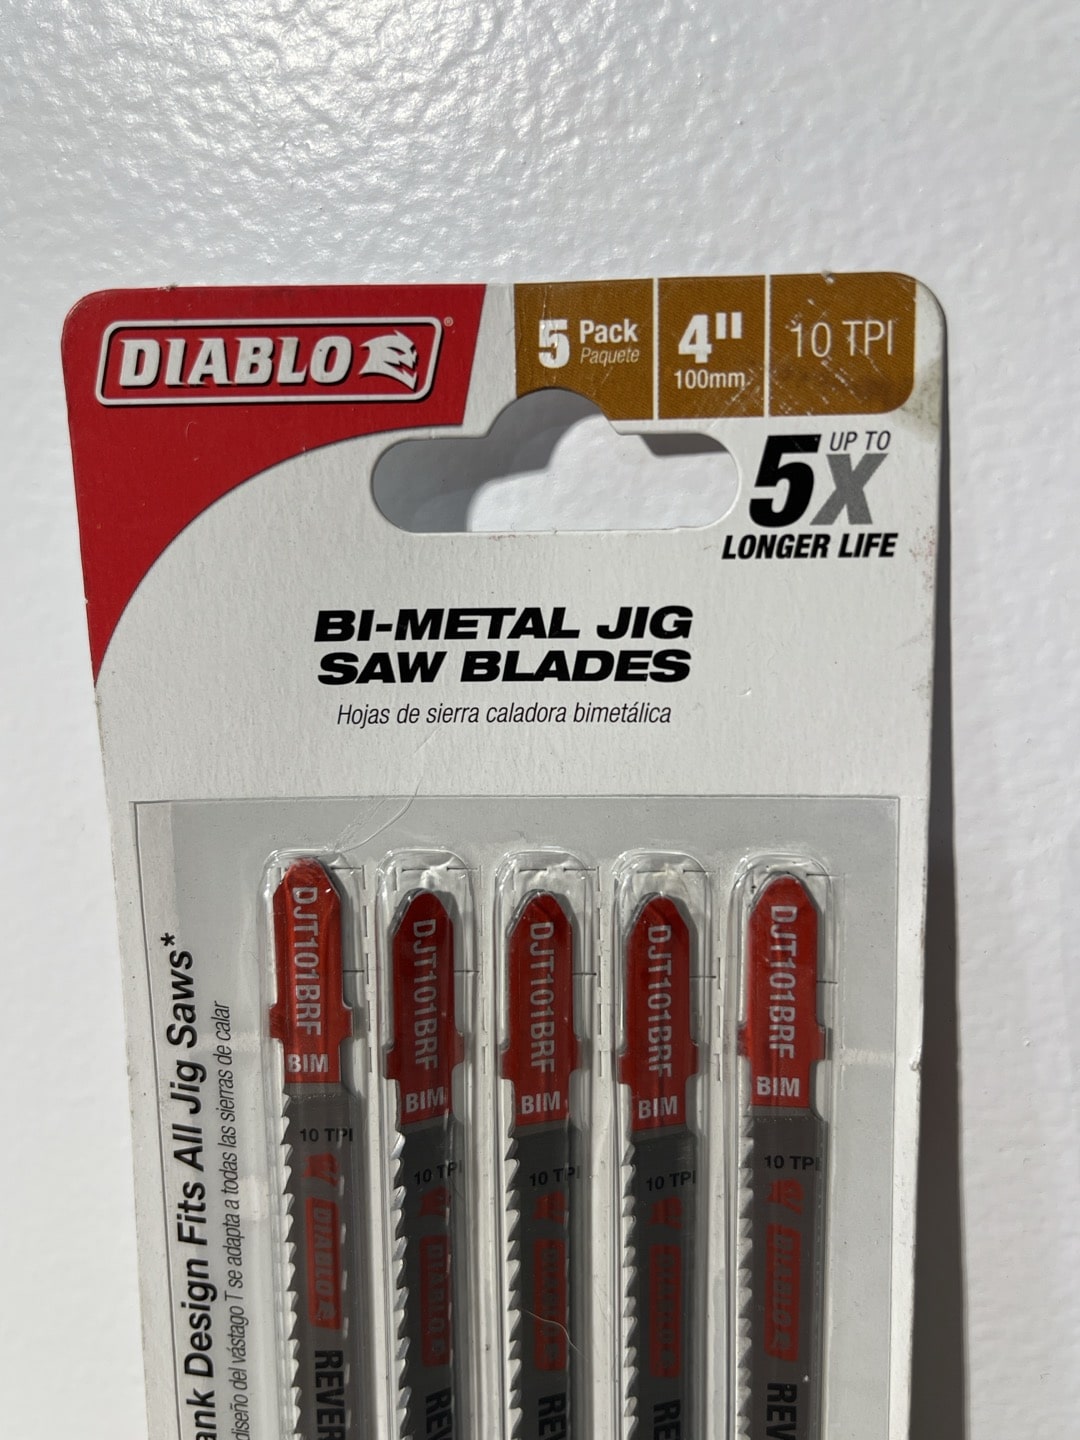 DIABLO
5 Pack
Paquete
4"
100mm
10 TPI
UP TO
5X
LONGER LIFE
BI-METAL JIG
SAW BLADES
Hojas de sierra caladora bimetálica
Design Fits All Jig Saws*
diseño del vástago T se adapta a todas las sierras de calar
DJT101BRF
BIM
10 TPI
DIABLO
DJT101BRF
BIM
10 TPI
DIABLO
DJT101BRF
BIM
10 TPI
DIABLO
DJT101BRF
BIM
10 TPI
DIABLO
DJT101BRF
BIM
10 TPI
DIABLO